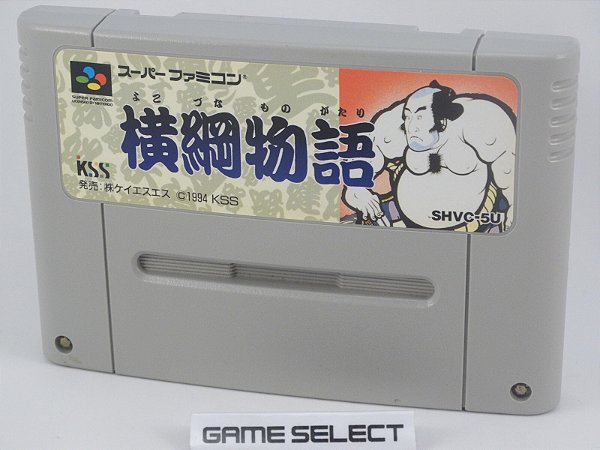 スーパーファミコン®
SUPER FAMICOM
よこ づな もの がたり
横綱物語
KSS
発売:㈱ケイエスエス ©1994 KSS
SHVC-5U
GAME SELECT